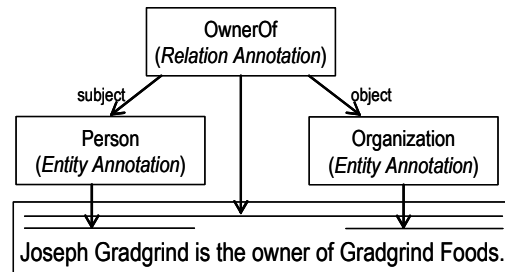 OwnerOf
(Relation Annotation)
subject
object
Person
(Entity Annotation)
Organization
(Entity Annotation)
Joseph Gradgrind is the owner of Gradgrind Foods.